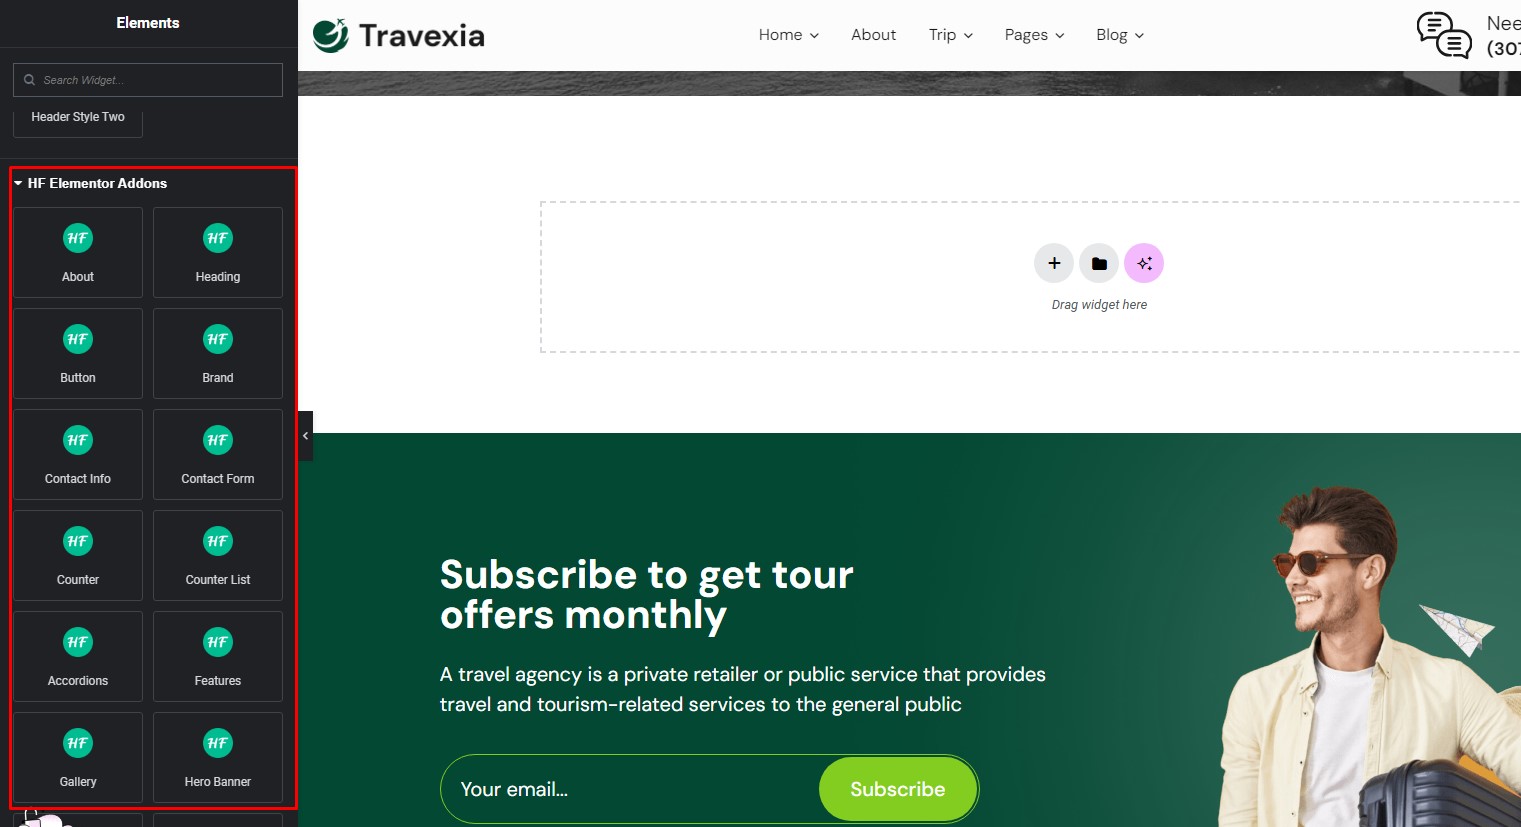 Elements
Search Widget...
Header Style Two
HF Elementor Addons
HF
About
HF
Heading
HF
Button
HF
Brand
HF
Contact Info
HF
Contact Form
HF
Counter
HF
Counter List
HF
Accordions
HF
Features
HF
Gallery
HF
Hero Banner
Travexia
Home
About
Trip
Pages
Blog
Nee
(307
Drag widget here
Subscribe to get tour
offers monthly
A travel agency is a private retailer or public service that provides
travel and tourism-related services to the general public
Your email...
Subscribe